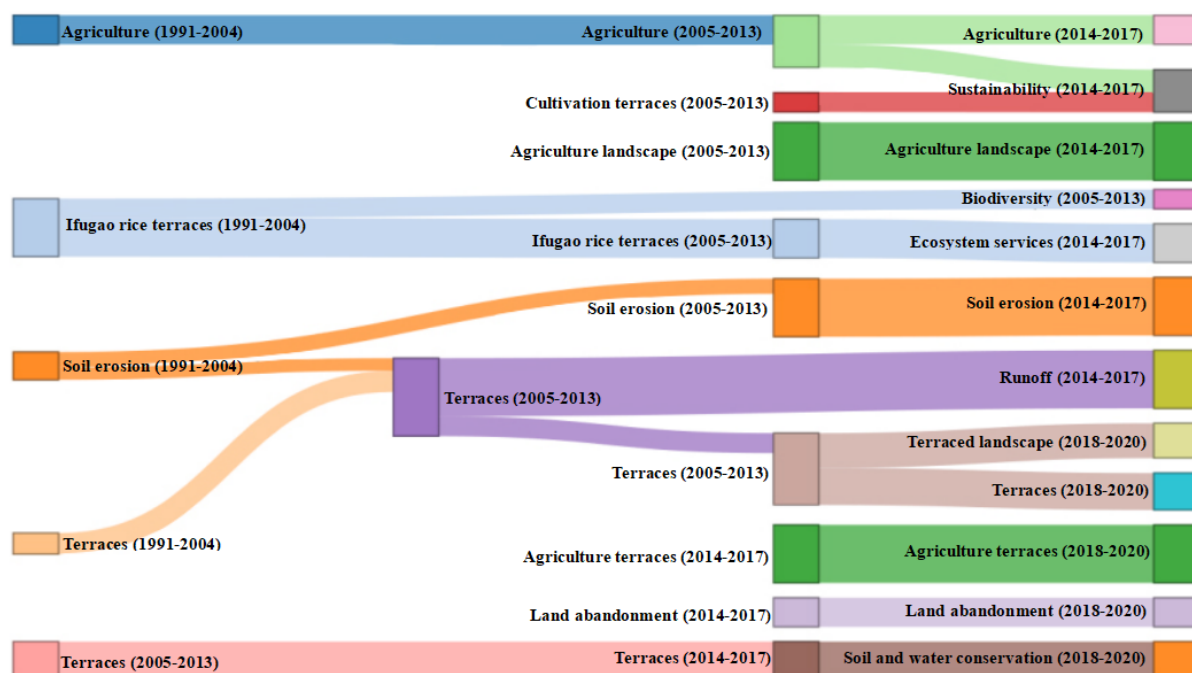 Agriculture (1991-2004)
Agriculture (2005-2013)
Agriculture (2014-2017)
Sustainability (2014-2017)
Cultivation terraces (2005-2013)
Agriculture landscape (2005-2013)
Agriculture landscape (2014-2017)
Biodiversity (2005-2013)
Ifugao rice terraces (1991-2004)
Ifugao rice terraces (2005-2013)
Ecosystem services (2014-2017)
Soil erosion (2005-2013)
Soil erosion (2014-2017)
Soil erosion (1991-2004)
Runoff (2014-2017)
Terraces (2005-2013)
Terraced landscape (2018-2020)
Terraces (2005-2013)
Terraces (2018-2020)
Terraces (1991-2004)
Agriculture terraces (2014-2017)
Agriculture terraces (2018-2020)
Land abandonment (2014-2017)
Land abandonment (2018-2020)
Terraces (2005-2013)
Terraces (2014-2017)
Soil and water conservation (2018-2020)